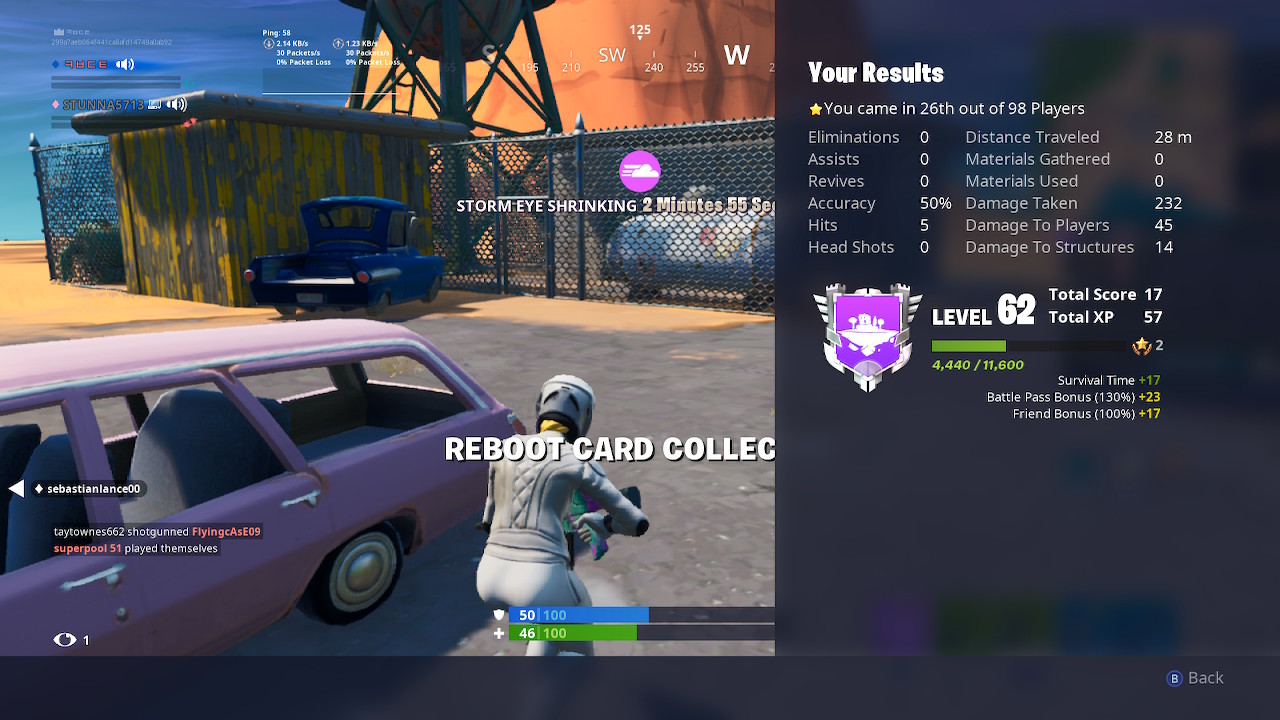 Ping: 58
2.14 KB/s 1.23 KB/s
30 Packets/s 30 Packets/s
0% Packet Loss 0% Packet Loss
125
S 195 210 SW 240 255 W
STUNNA5713
STORM EYE SHRINKING 2 Minutes 55 Sec
REBOOT CARD COLLEC
sebastianlance00
taytownes662 shotgunned FlyingcAsE09
superpool 51 played themselves
1
50 100
46 100
Your Results
You came in 26th out of 98 Players
Eliminations 0 Distance Traveled 28 m
Assists 0 Materials Gathered 0
Revives 0 Materials Used 0
Accuracy 50% Damage Taken 232
Hits 5 Damage To Players 45
Head Shots 0 Damage To Structures 14
LEVEL 62 Total Score 17
Total XP 57
2
4,440 / 11,600
Survival Time +17
Battle Pass Bonus (130%) +23
Friend Bonus (100%) +17
B Back